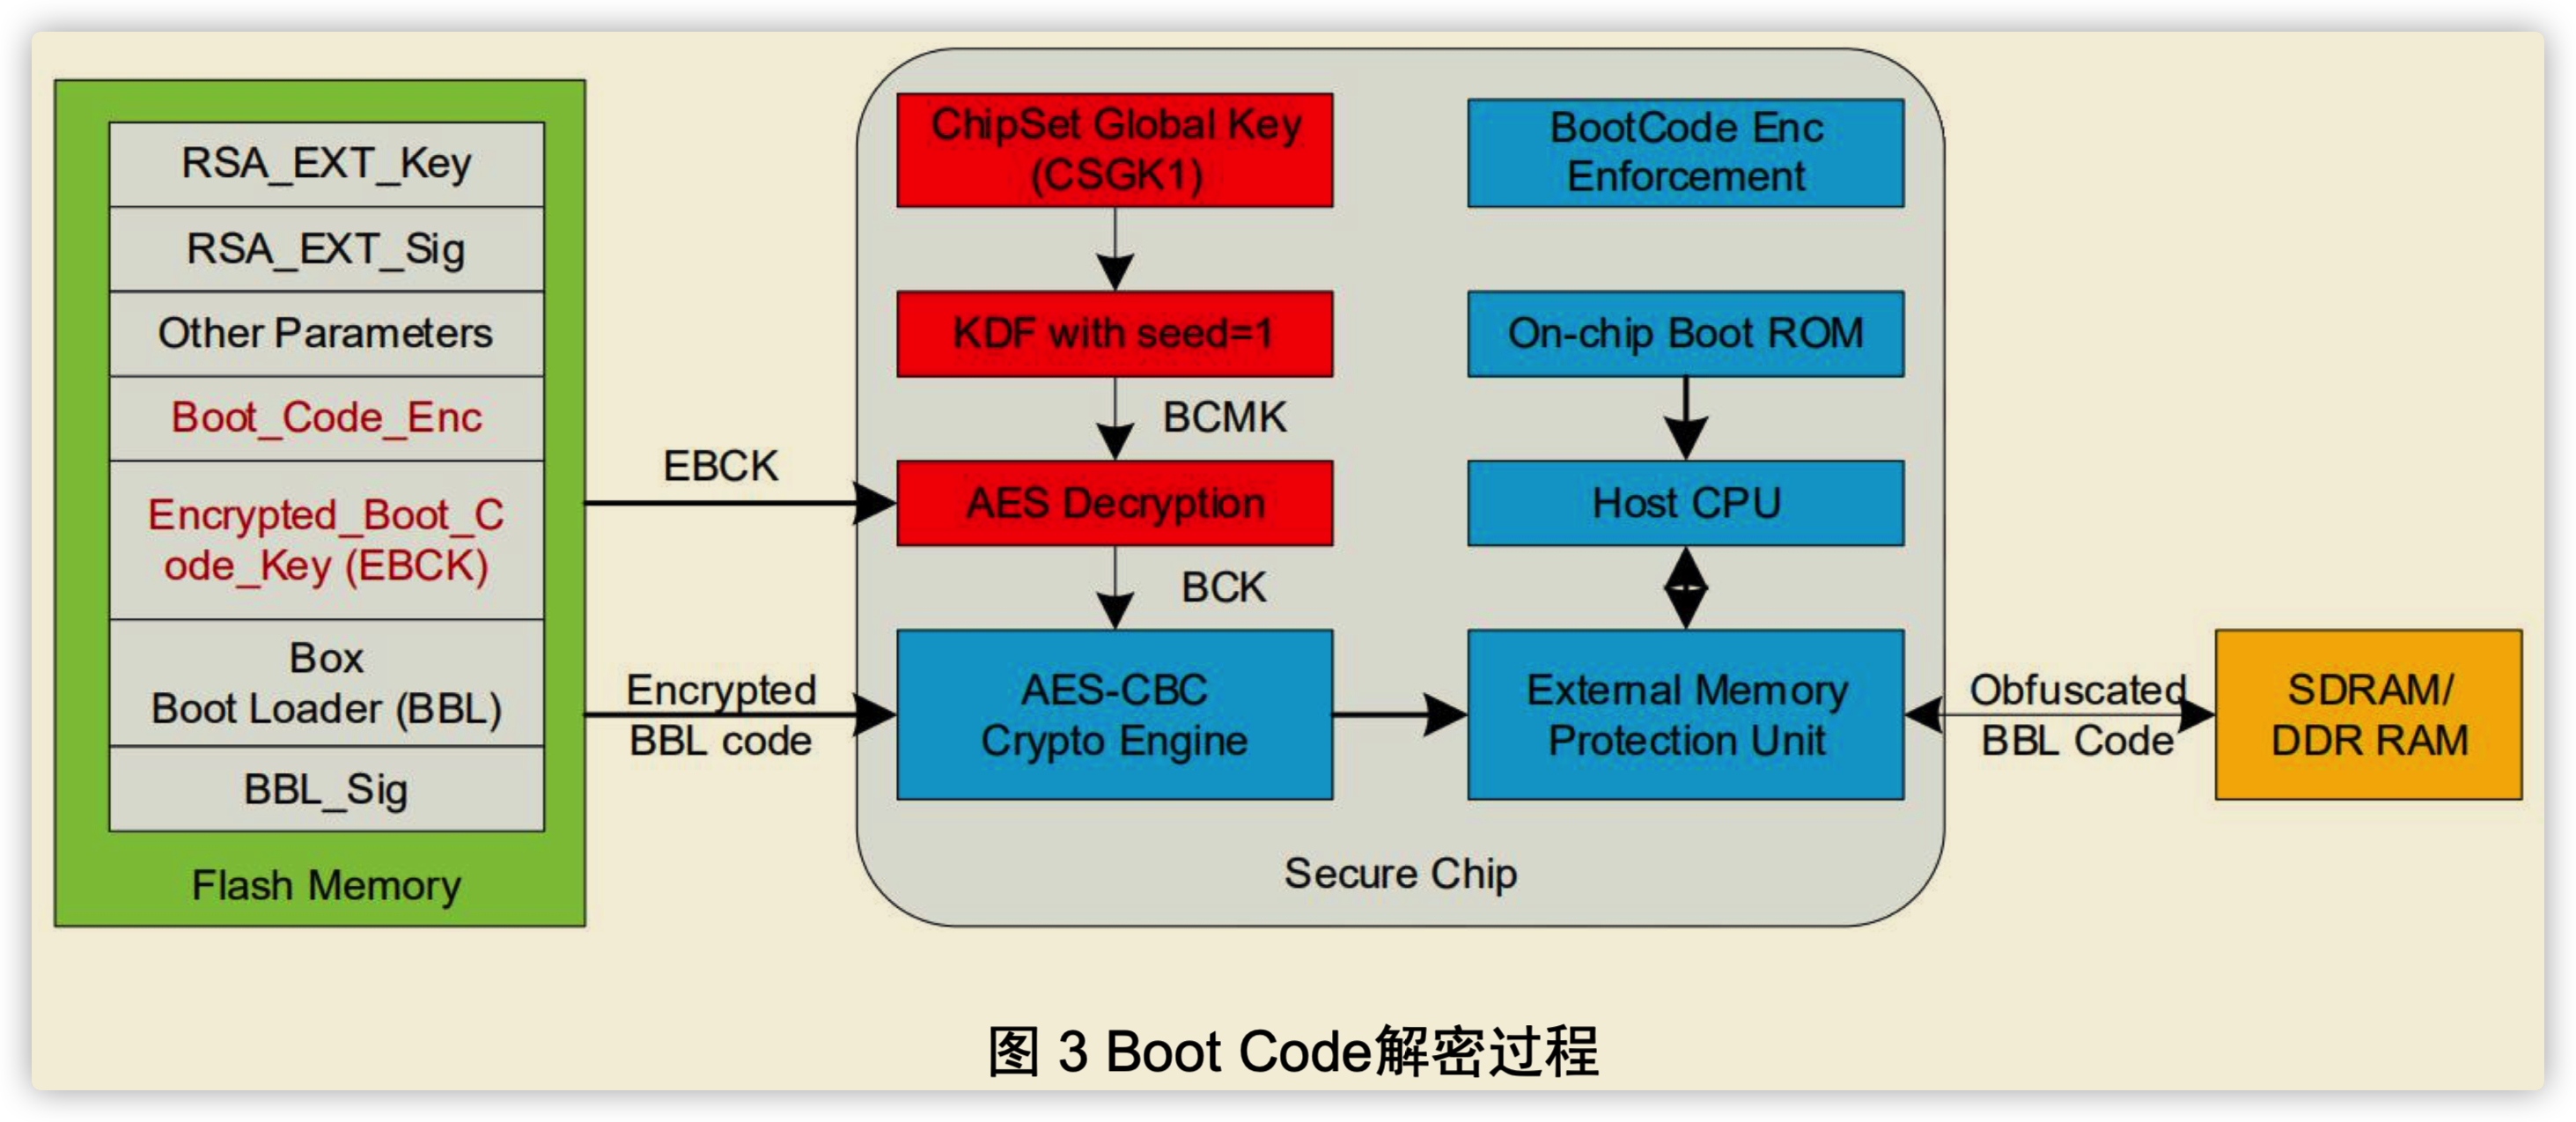 RSA_EXT_Key
RSA_EXT_Sig
Other Parameters
Boot_Code_Enc
Encrypted_Boot_C
ode_Key (EBCK)
Box
Boot Loader (BBL)
BBL_Sig
Flash Memory
EBCK
Encrypted
BBL code
ChipSet Global Key
(CSGK1)
KDF with seed=1
BCMK
AES Decryption
BCK
AES-CBC
Crypto Engine
BootCode Enc
Enforcement
On-chip Boot ROM
Host CPU
External Memory
Protection Unit
Secure Chip
Obfuscated
BBL Code
SDRAM/
DDR RAM
图 3 Boot Code解密过程